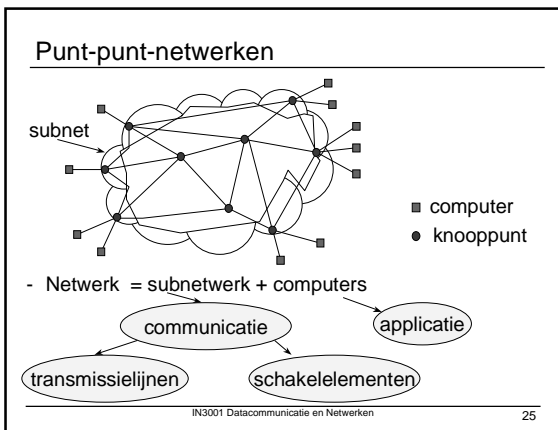 Punt-punt-netwerken
subnet
computer
knooppunt
- Netwerk = subnetwerk + computers
communicatie
applicatie
transmissielijnen
schakelelementen
IN3001 Datacommunicatie en Netwerken
25